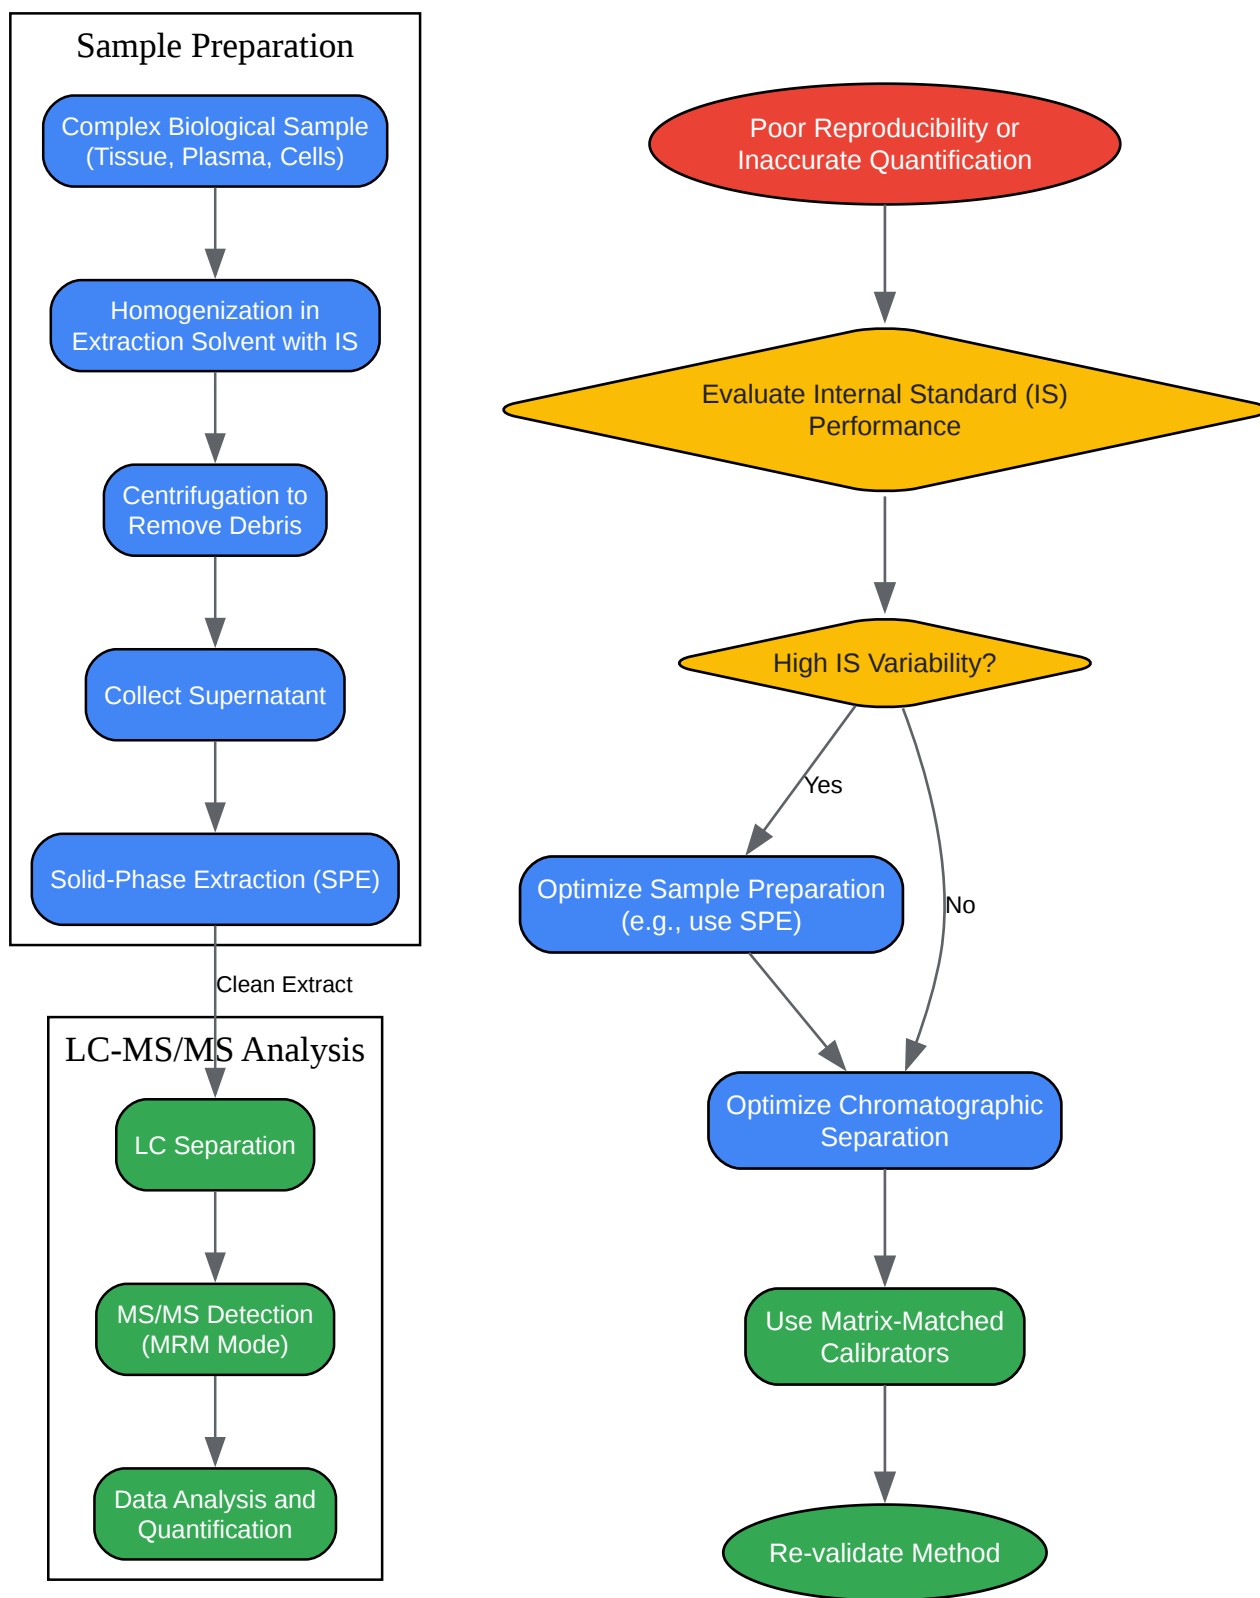 Sample Preparation
Complex Biological Sample
(Tissue, Plasma, Cells)
Homogenization in
Extraction Solvent with IS
Centrifugation to
Remove Debris
Collect Supernatant
Solid-Phase Extraction (SPE)
Clean Extract
LC-MS/MS Analysis
LC Separation
MS/MS Detection
(MRM Mode)
Data Analysis and
Quantification
Poor Reproducibility or
Inaccurate Quantification
Evaluate Internal Standard (IS)
Performance
High IS Variability?
Yes
Optimize Sample Preparation
(e.g., use SPE)
No
Optimize Chromatographic
Separation
Use Matrix-Matched
Calibrators
Re-validate Method